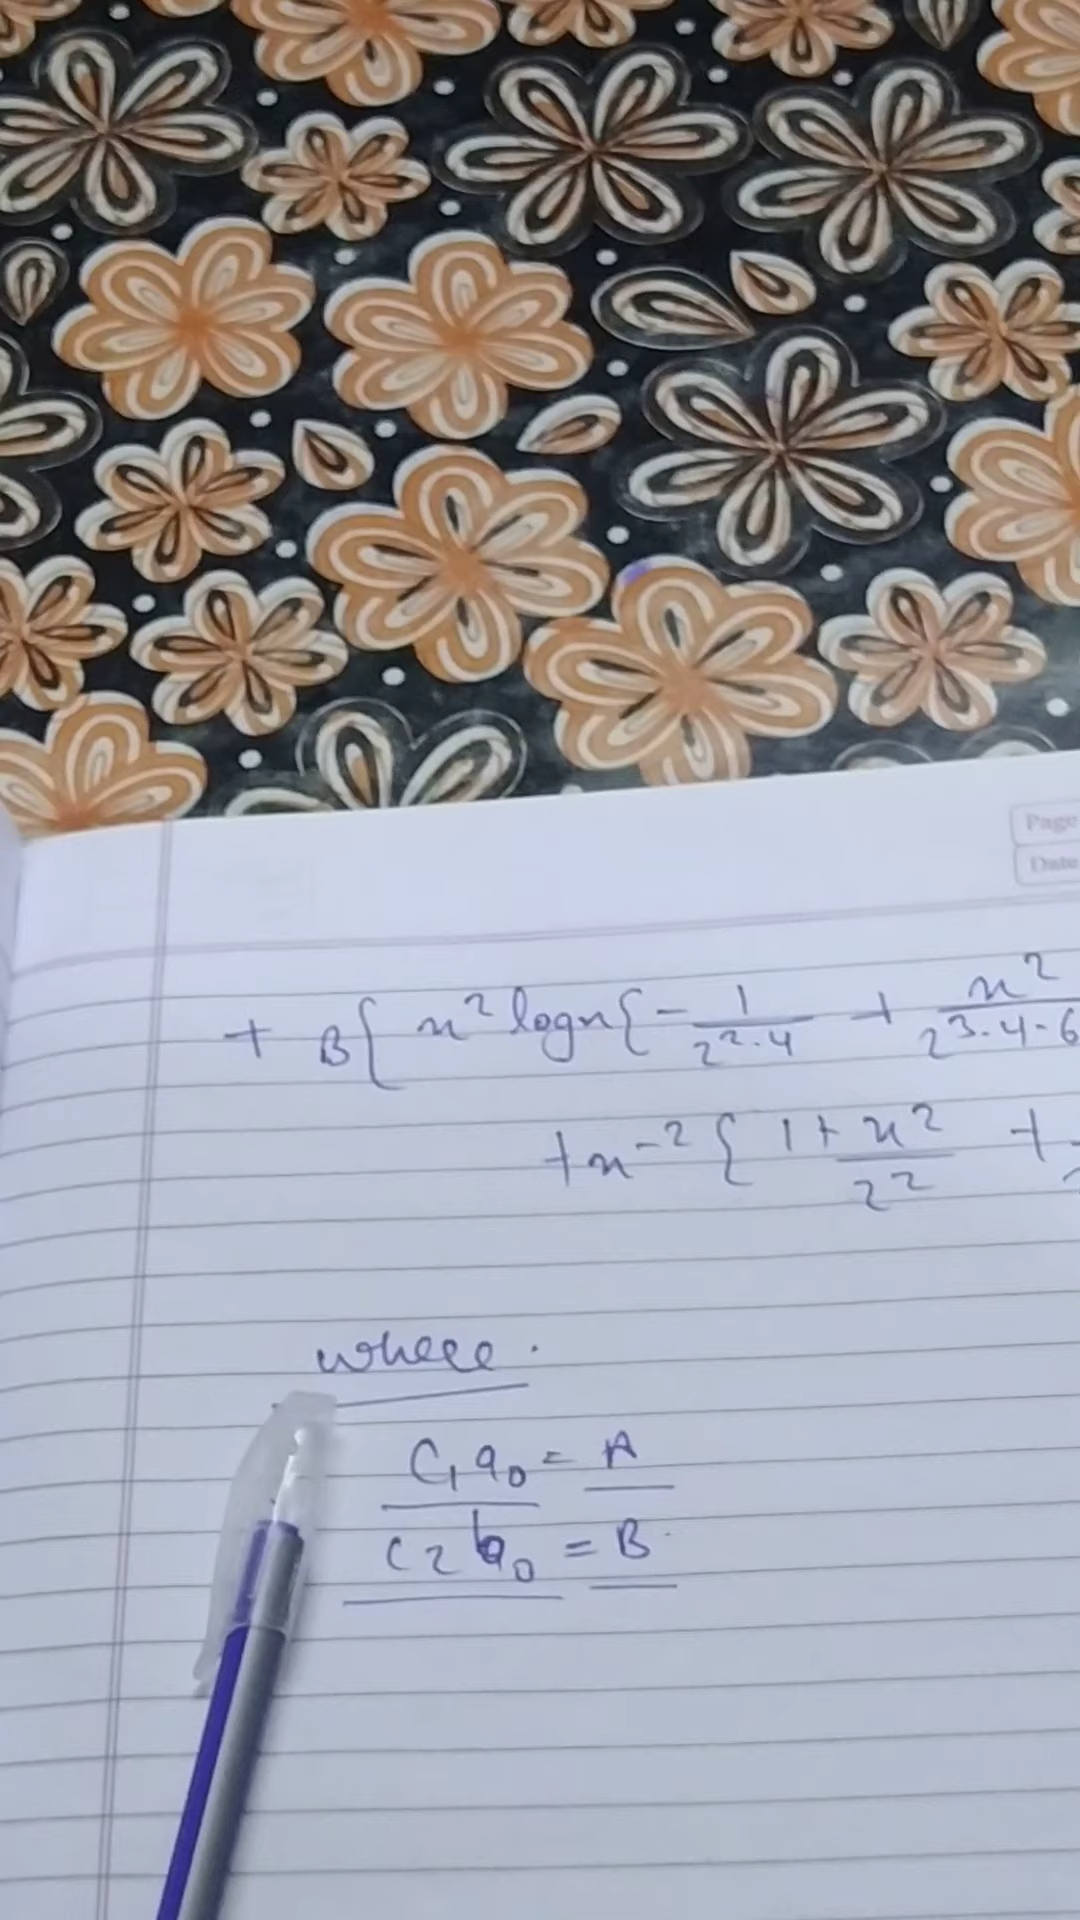 Page
Date
+ B{ x² log x { - 1/2²·4 + x²/2³·4·6
+ x⁻² { 1 + x²/2² +
where.
C₁ a₀ = A
C₂ b₀ = B